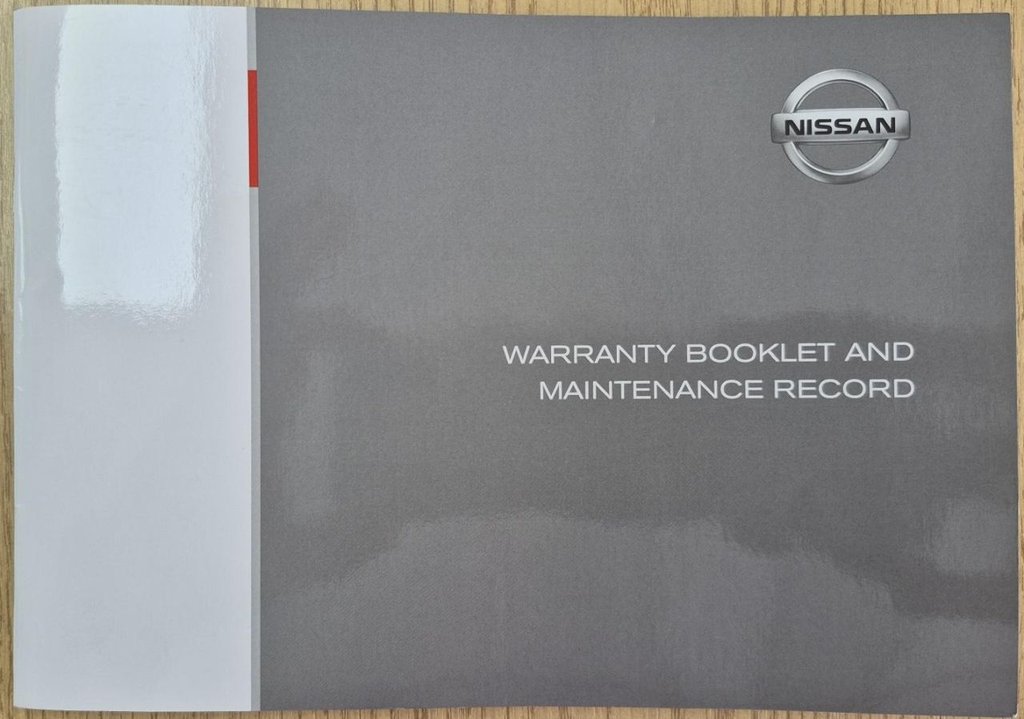 NISSAN
WARRANTY BOOKLET AND
MAINTENANCE RECORD